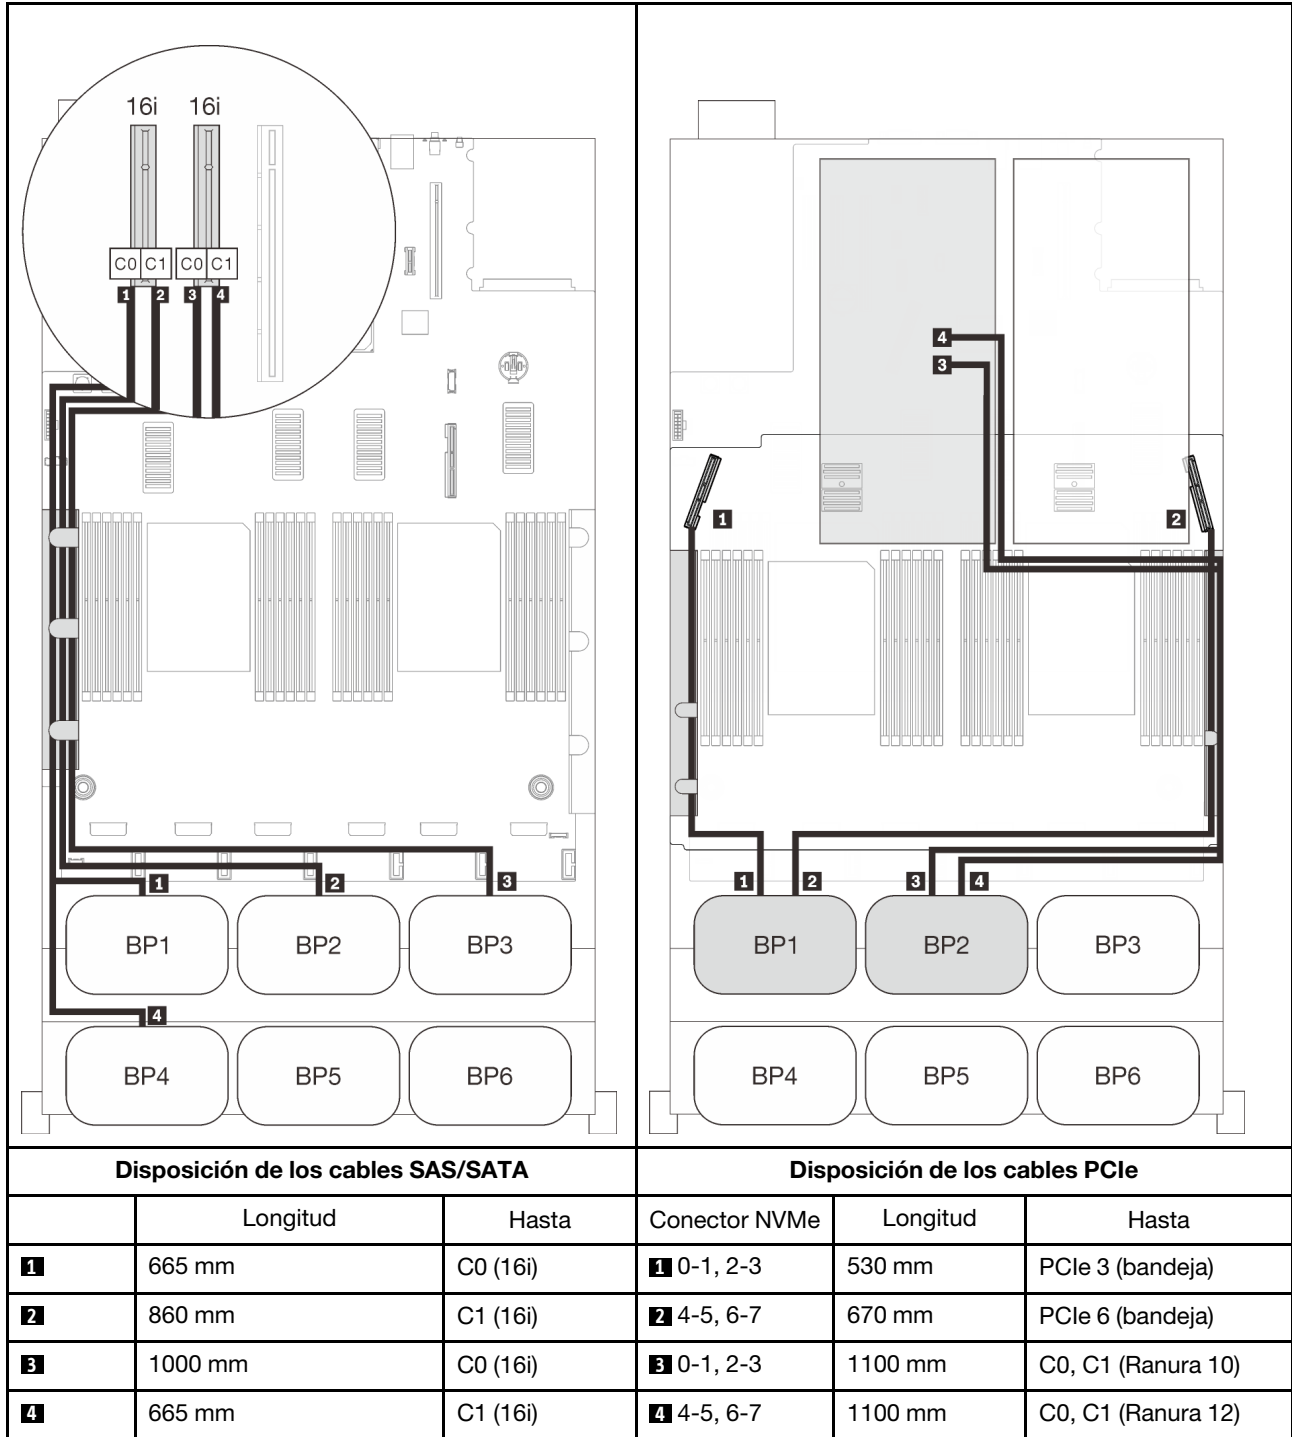 16i 16i
C0 C1 C0 C1
1 2 3 4
1 2 3
BP1 BP2 BP3
4
BP4 BP5 BP6
4
3
1 2
1 2 3 4
BP1 BP2 BP3
BP4 BP5 BP6
Disposición de los cables SAS/SATA Disposición de los cables PCIe
Longitud Hasta Conector NVMe Longitud Hasta
1 665 mm C0 (16i) 1 0-1, 2-3 530 mm PCIe 3 (bandeja)
2 860 mm C1 (16i) 2 4-5, 6-7 670 mm PCIe 6 (bandeja)
3 1000 mm C0 (16i) 3 0-1, 2-3 1100 mm C0, C1 (Ranura 10)
4 665 mm C1 (16i) 4 4-5, 6-7 1100 mm C0, C1 (Ranura 12)